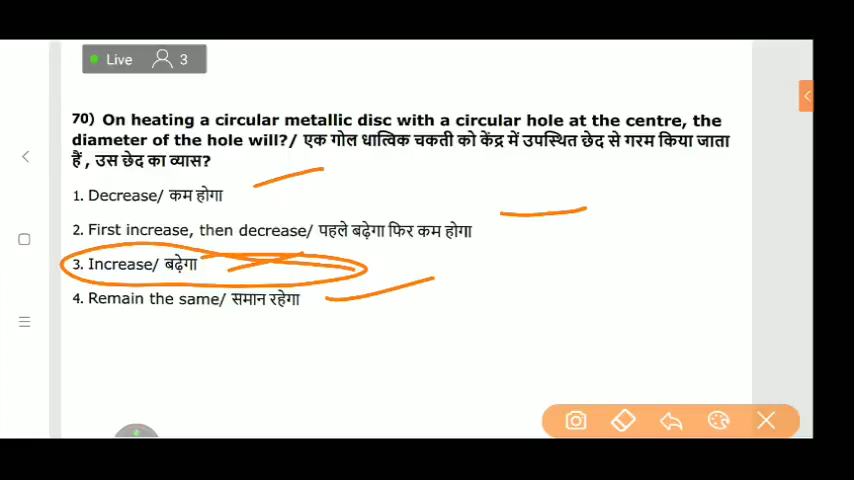 Live 3
70) On heating a circular metallic disc with a circular hole at the centre, the
diameter of the hole will?/ एक गोल धात्विक चकती को केंद्र में उपस्थित छेद से गरम किया जाता
हैं , उस छेद का व्यास?
1. Decrease/ कम होगा
2. First increase, then decrease/ पहले बढ़ेगा फिर कम होगा
3. Increase/ बढ़ेगा
4. Remain the same/ समान रहेगा